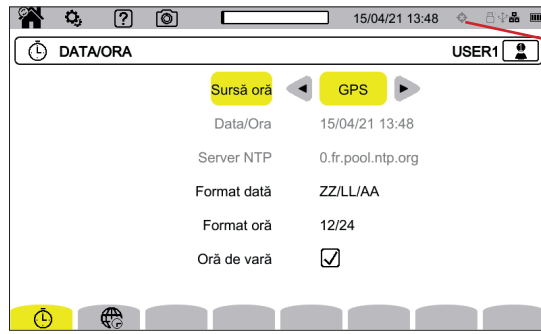 15/04/21 13:48
DATA/ORA USER1
Sursă oră GPS
Data/Ora 15/04/21 13:48
Server NTP 0.fr.pool.ntp.org
Format dată ZZ/LL/AA
Format oră 12/24
Oră de vară